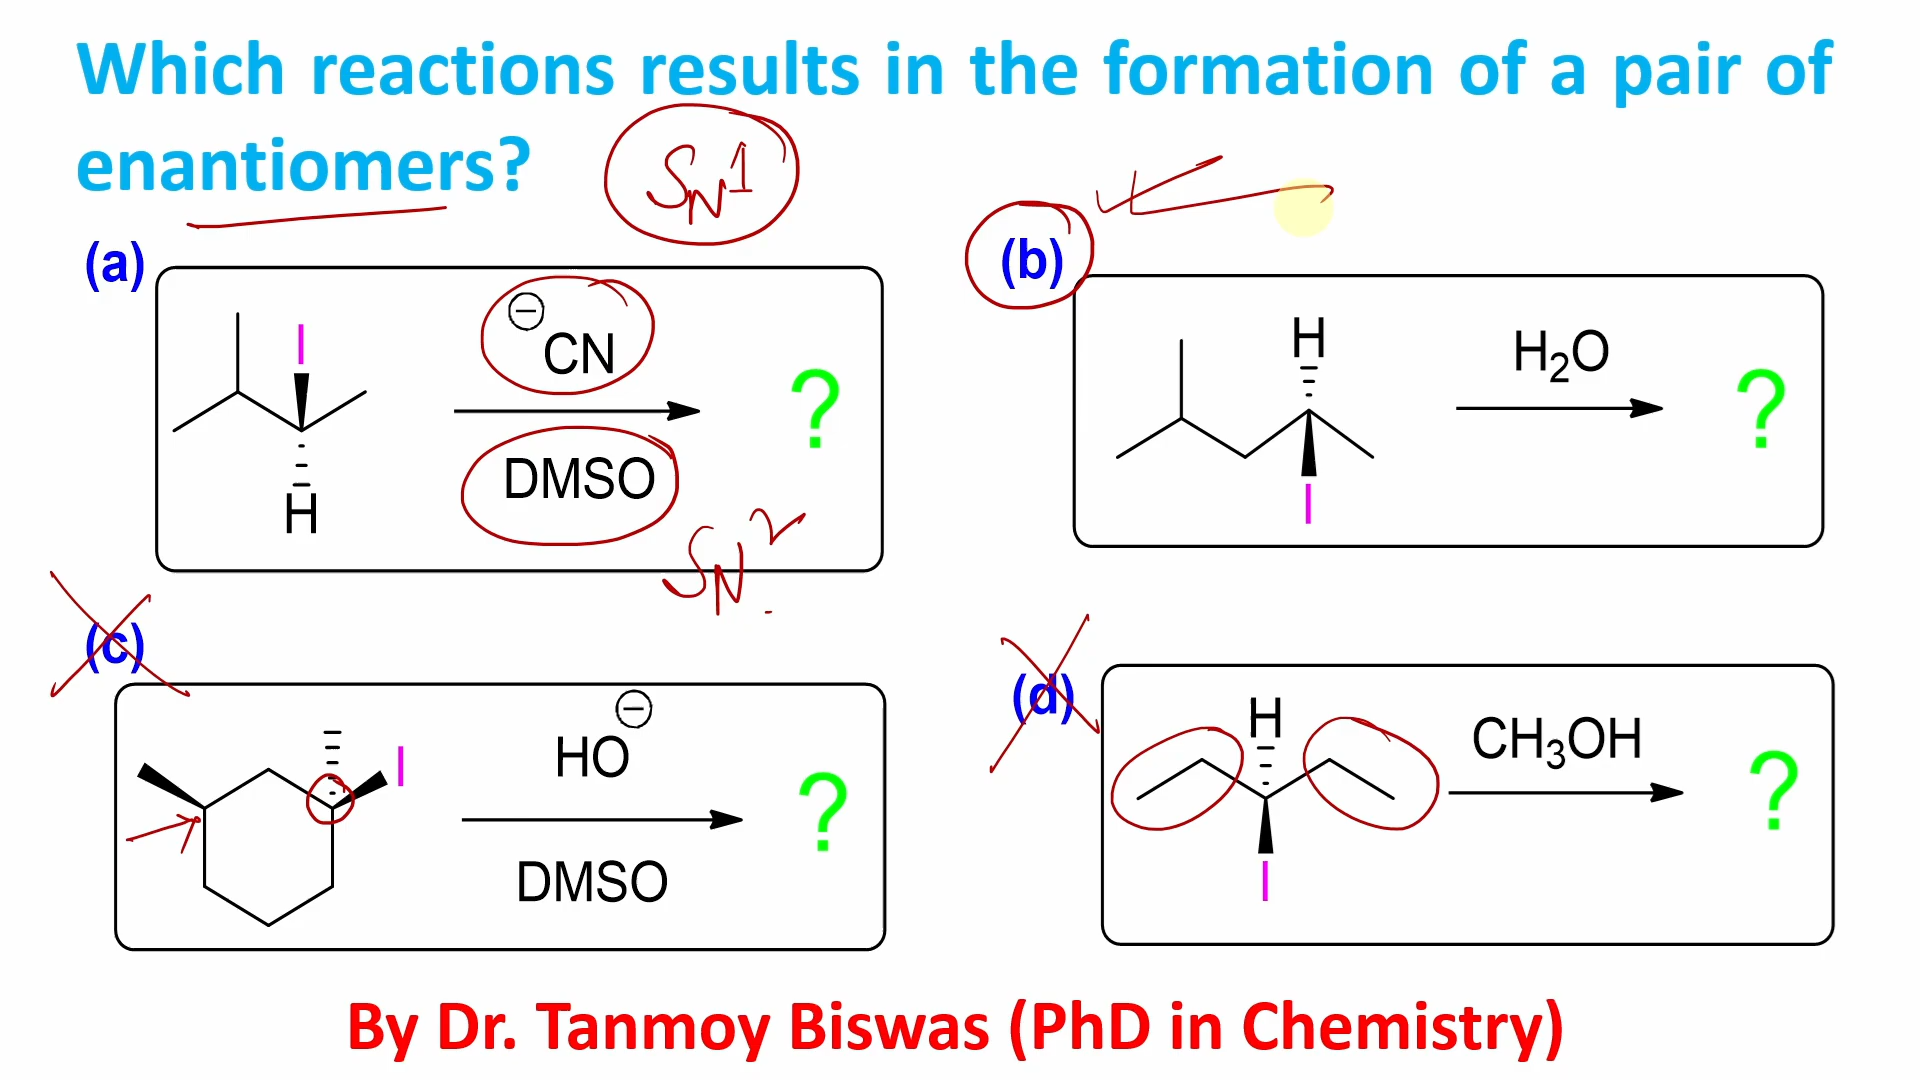 Which reactions results in the formation of a pair of
enantiomers?
SN1
(a)
(b)
I
H
⊖
CN
DMSO
?
SN2
H
I
H₂O
?
(c)
(d)
I
⊖
HO
DMSO
?
H
I
CH₃OH
?
By Dr. Tanmoy Biswas (PhD in Chemistry)